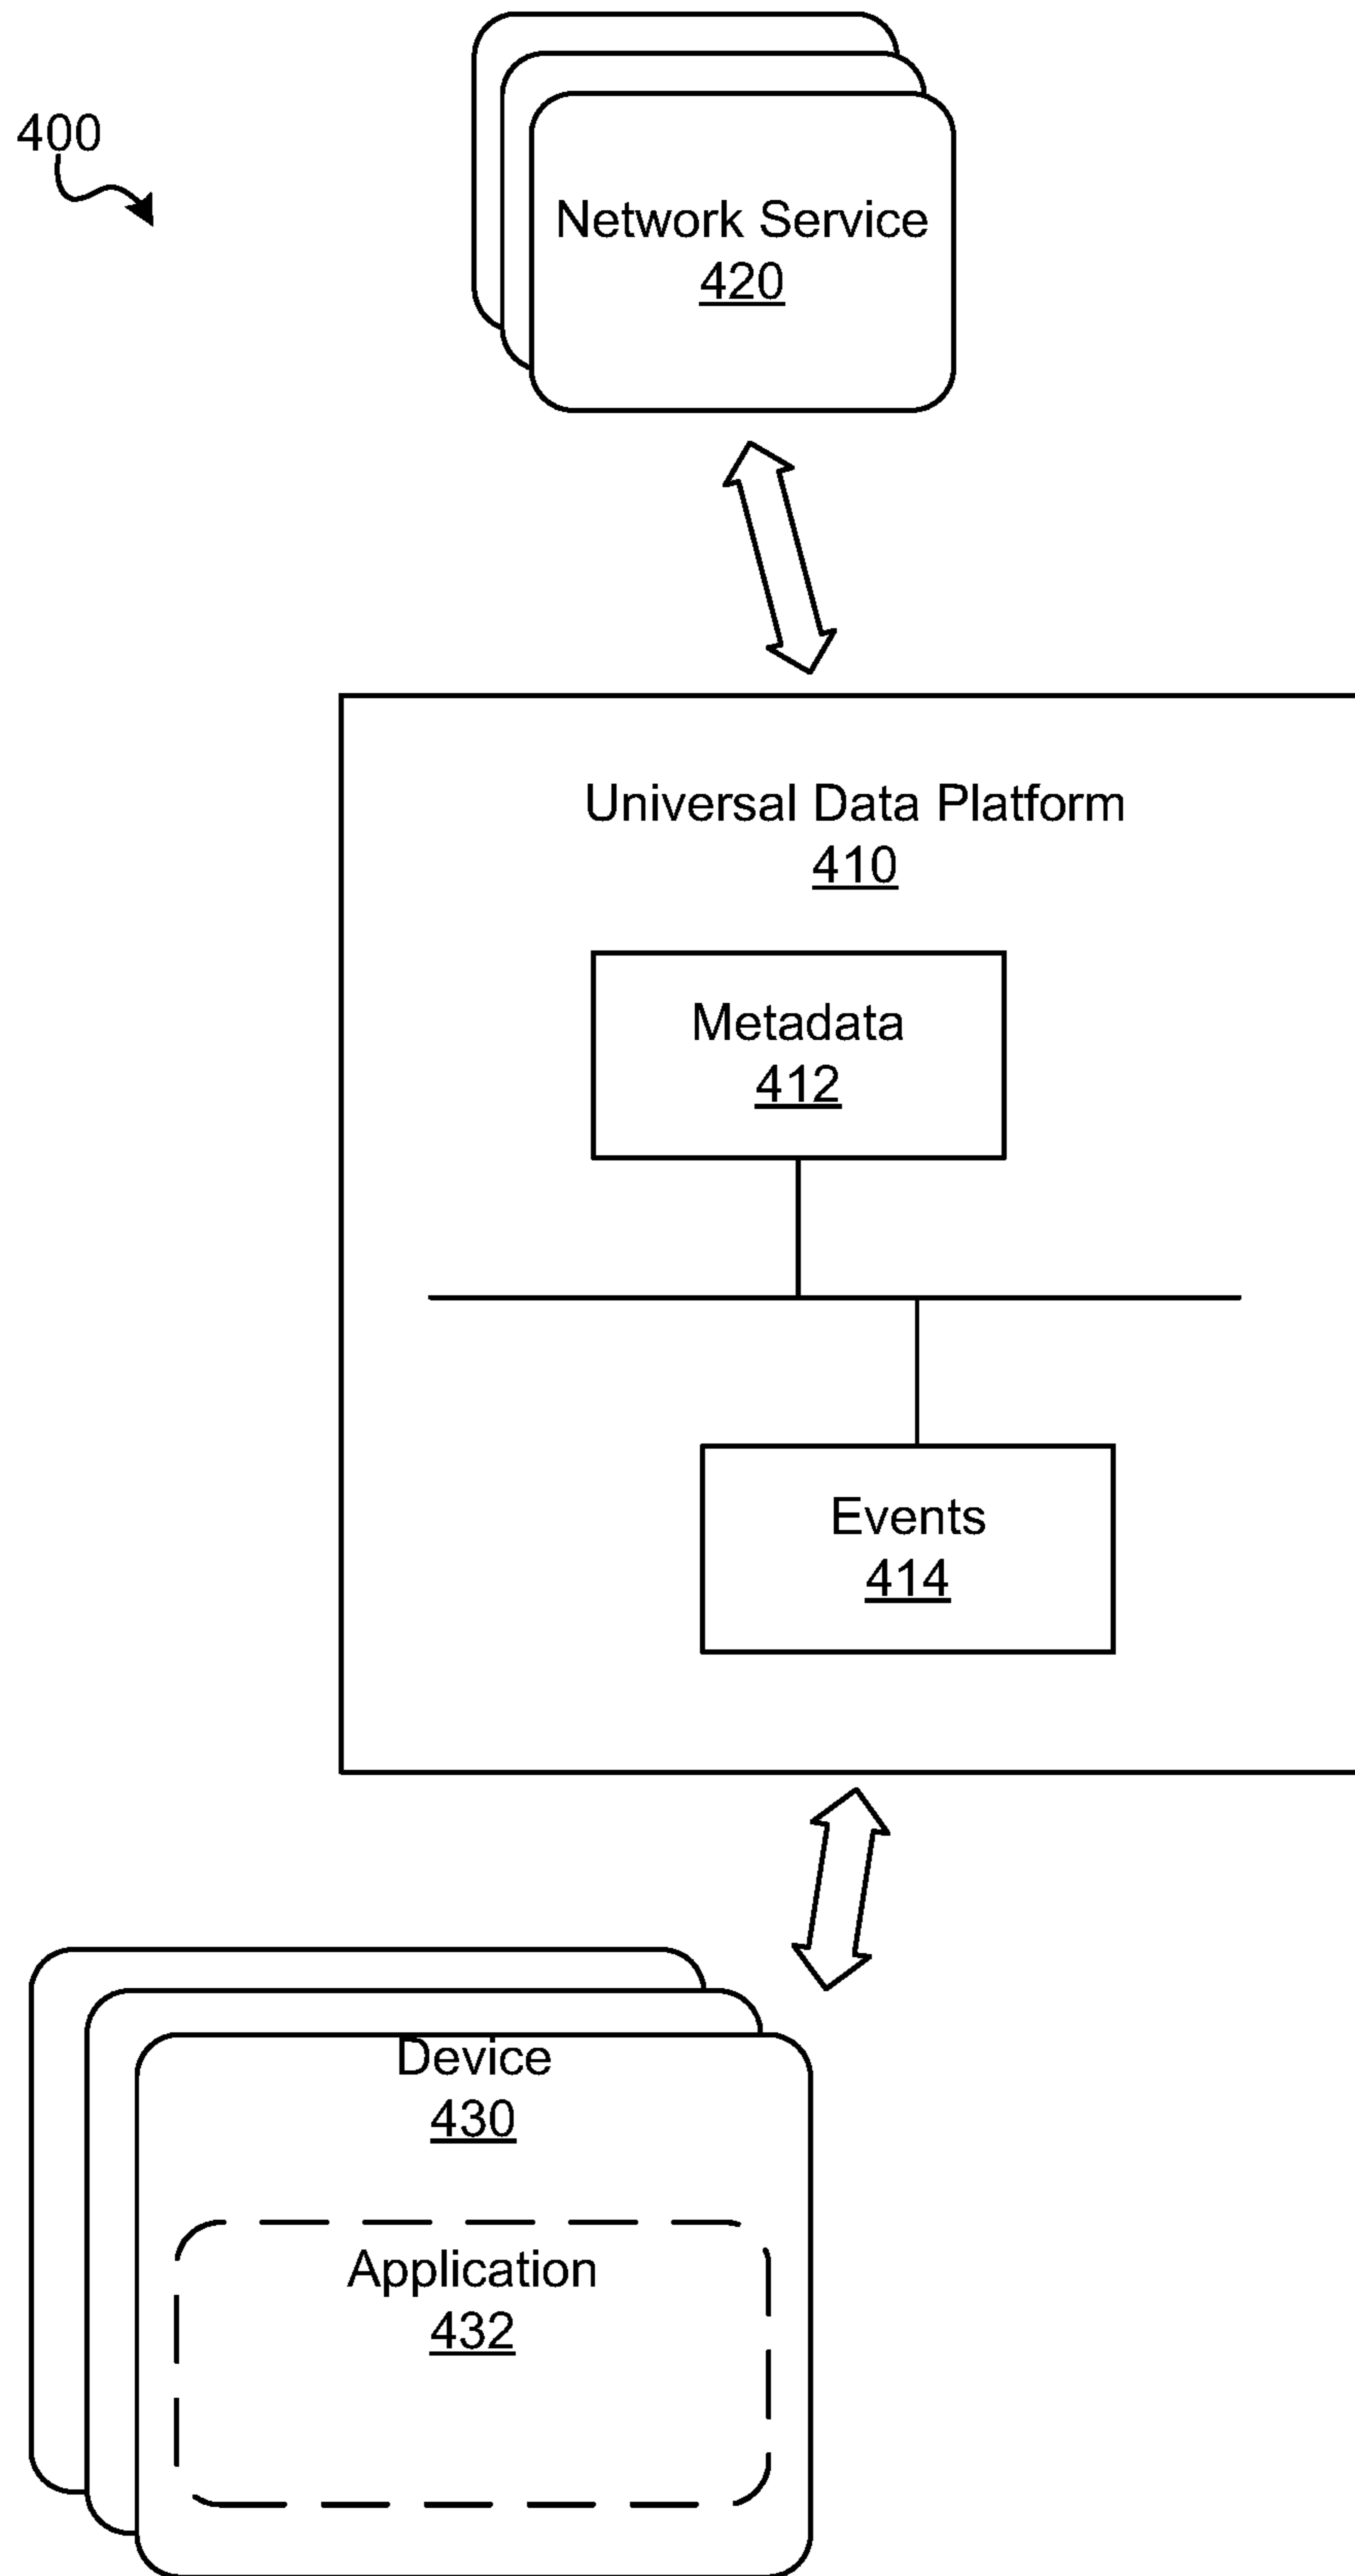 400
Network Service
420
Universal Data Platform
410
Metadata
412
Events
414
Device
430
Application
432